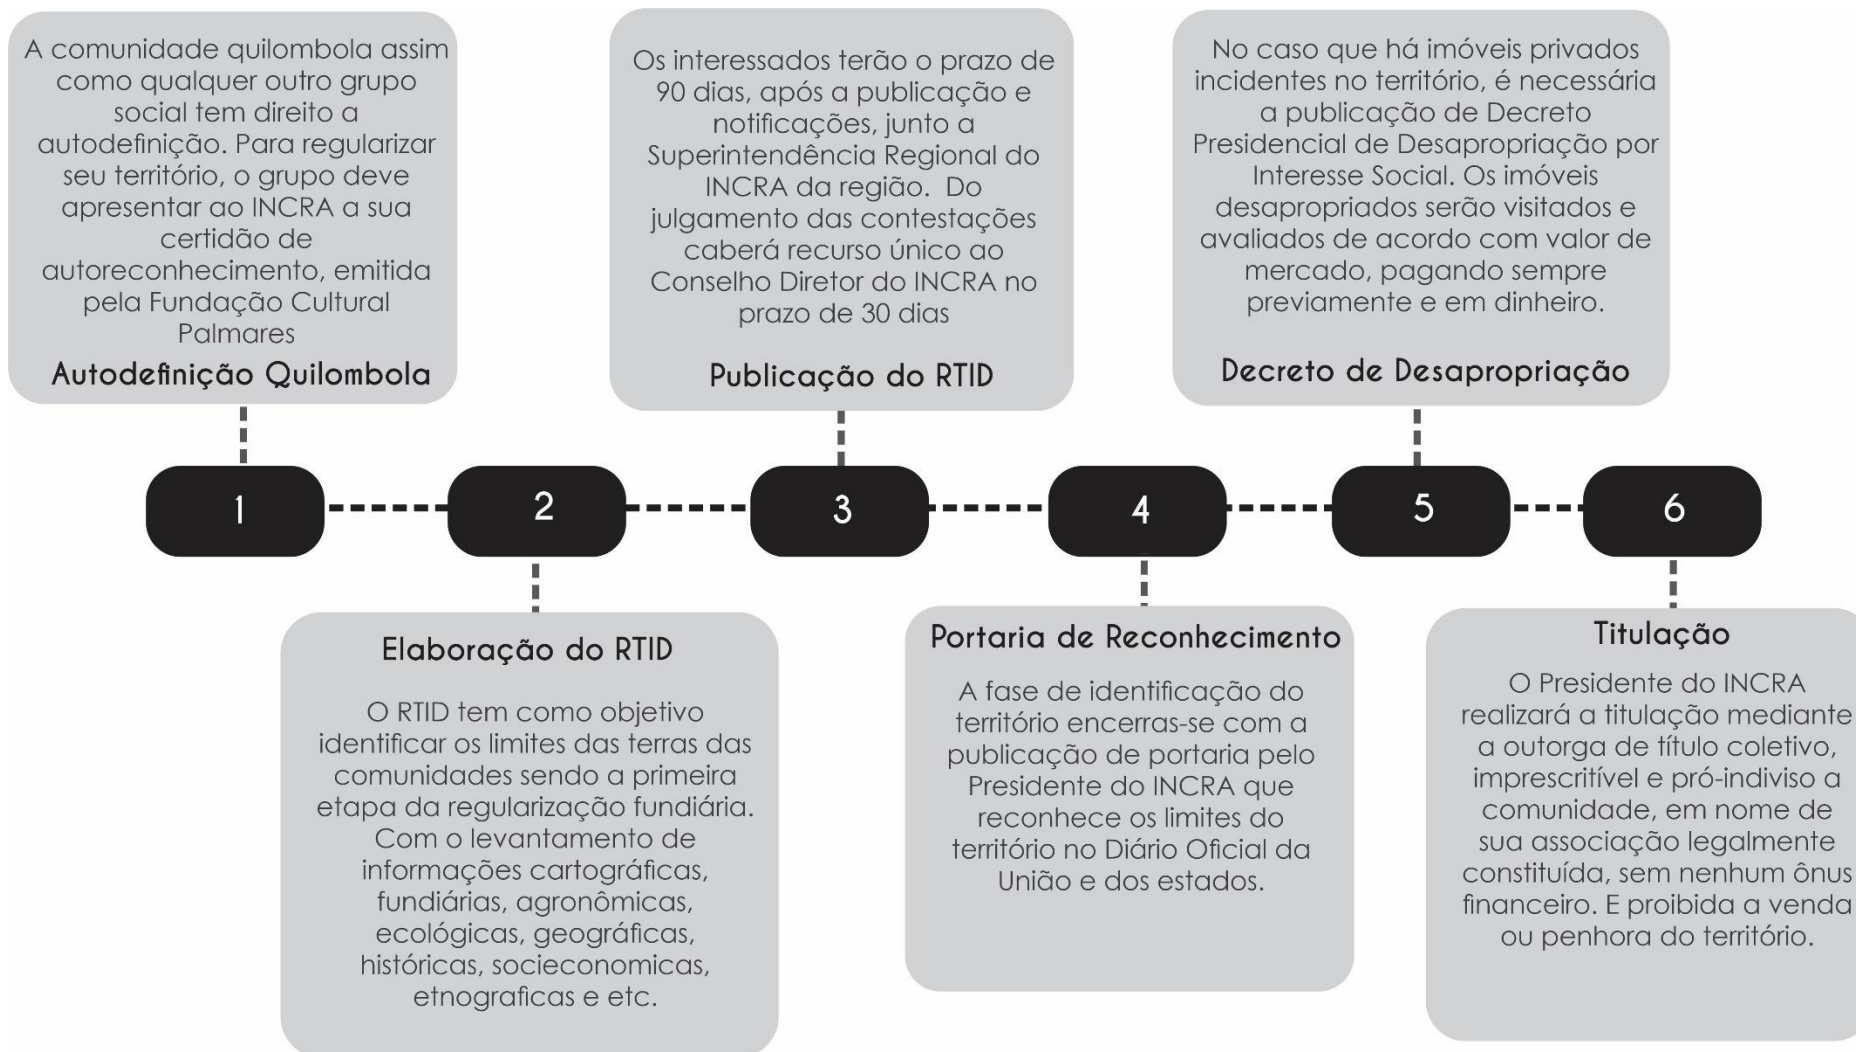 A comunidade quilombola assim
como qualquer outro grupo
social tem direito a
autodefinição. Para regularizar
seu território, o grupo deve
apresentar ao INCRA a sua
certidão de
autoreconhecimento, emitida
pela Fundação Cultural
Palmares
Autodefinição Quilombola
Os interessados terão o prazo de
90 dias, após a publicação e
notificações, junto a
Superintendência Regional do
INCRA da região. Do
julgamento das contestações
caberá recurso único ao
Conselho Diretor do INCRA no
prazo de 30 dias
Publicação do RTID
No caso que há imóveis privados
incidentes no território, é necessária
a publicação de Decreto
Presidencial de Desapropriação por
Interesse Social. Os imóveis
desapropriados serão visitados e
avaliados de acordo com valor de
mercado, pagando sempre
previamente e em dinheiro.
Decreto de Desapropriação
1
2
3
4
5
6
Elaboração do RTID
O RTID tem como objetivo
identificar os limites das terras das
comunidades sendo a primeira
etapa da regularização fundiária.
Com o levantamento de
informações cartográficas,
fundiárias, agronômicas,
ecológicas, geográficas,
históricas, socieconomicas,
etnograficas e etc.
Portaria de Reconhecimento
A fase de identificação do
território encerras-se com a
publicação de portaria pelo
Presidente do INCRA que
reconhece os limites do
território no Diário Oficial da
União e dos estados.
Titulação
O Presidente do INCRA
realizará a titulação mediante
a outorga de título coletivo,
imprescritível e pró-indiviso a
comunidade, em nome de
sua associação legalmente
constituída, sem nenhum ônus
financeiro. E proibida a venda
ou penhora do território.